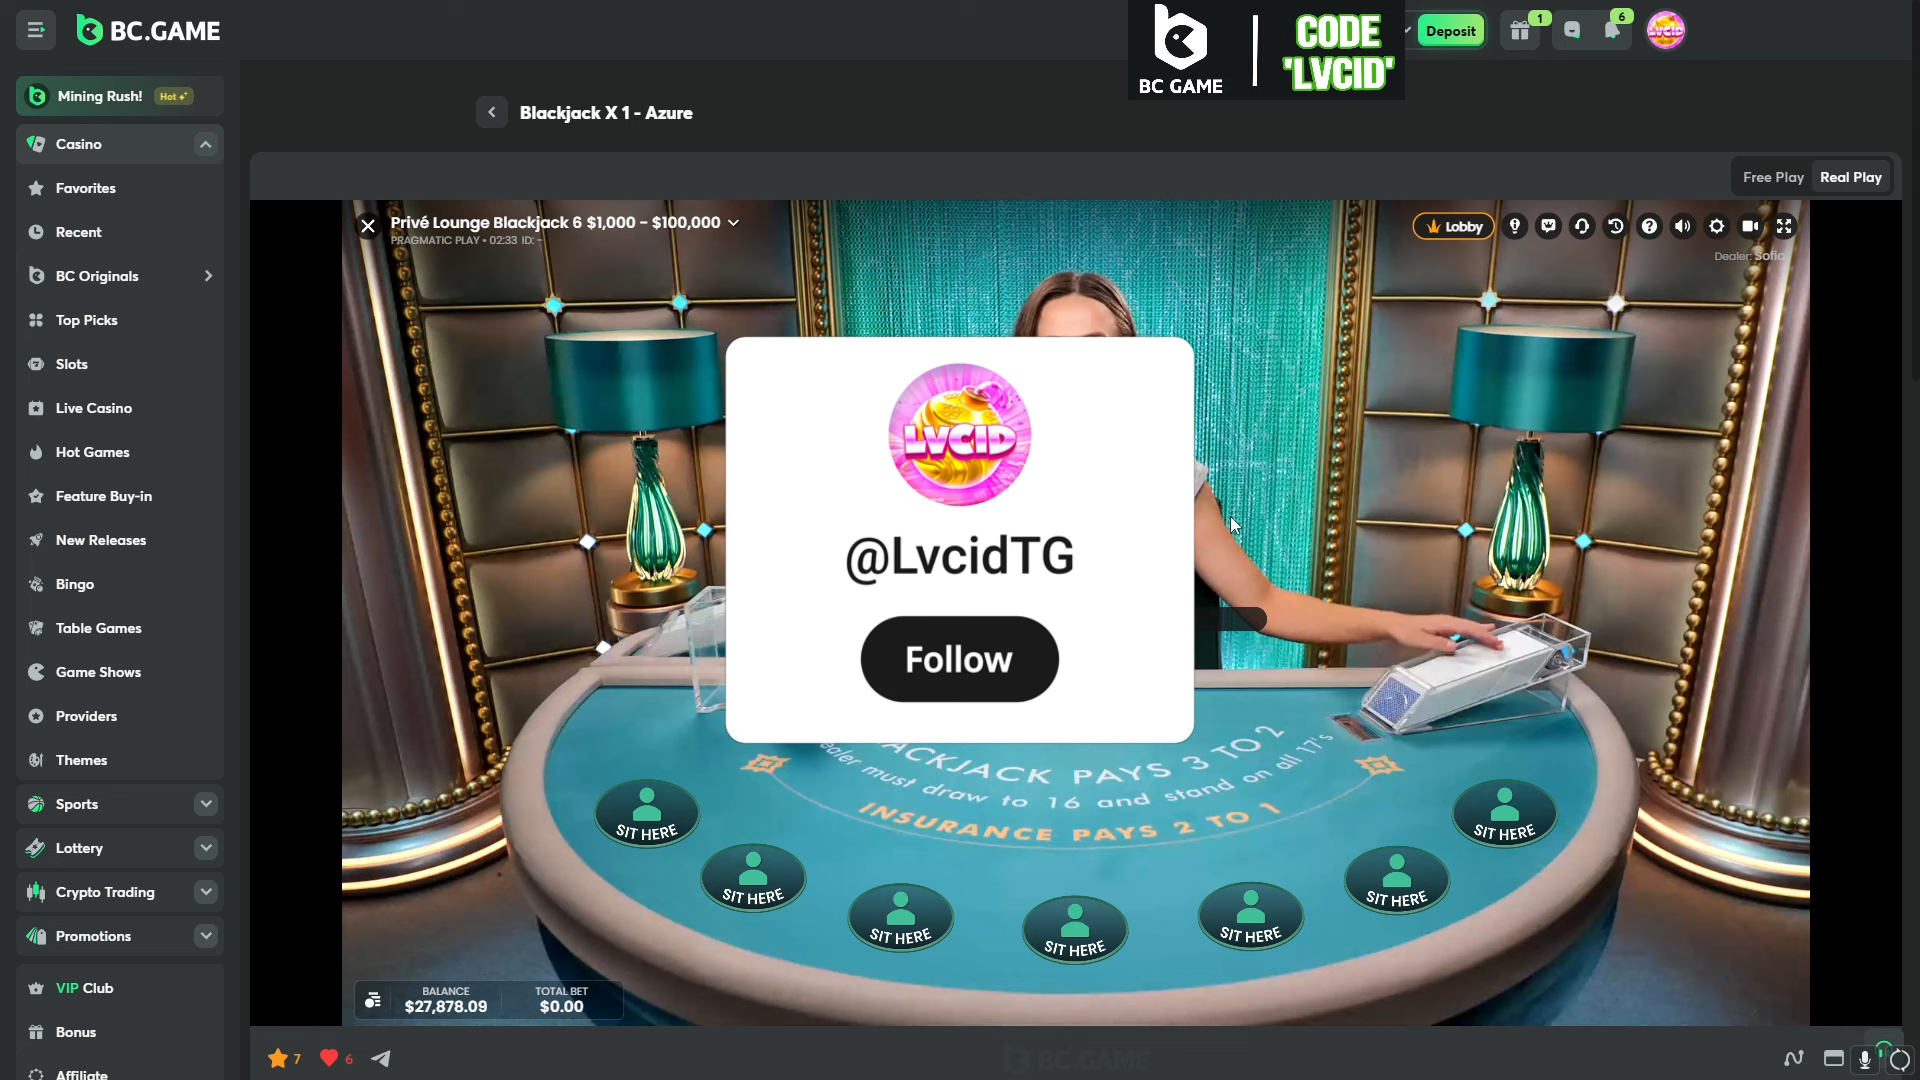 BC.GAME
Mining Rush!
Hot
Casino
Favorites
Recent
BC Originals
Top Picks
Slots
Live Casino
Hot Games
Feature Buy-in
New Releases
Bingo
Table Games
Game Shows
Providers
Themes
Sports
Lottery
Crypto Trading
Promotions
VIP Club
Bonus
Affiliate
BC GAME
CODE
'LVCID'
Deposit
1
6
LVCID
Blackjack X 1 - Azure
Free Play
Real Play
Privé Lounge Blackjack 6 $1,000 – $100,000
PRAGMATIC PLAY • 02:33 ID: -
Lobby
Dealer: Sofia
LVCID
@LvcidTG
Follow
ACKJACK PAYS 3 TO 2
ealer must draw to 16 and stand on all 17's
INSURANCE PAYS 2 TO 1
SIT HERE
SIT HERE
SIT HERE
SIT HERE
SIT HERE
SIT HERE
SIT HERE
BALANCE
$27,878.09
TOTAL BET
$0.00
7
6
BC.GAME